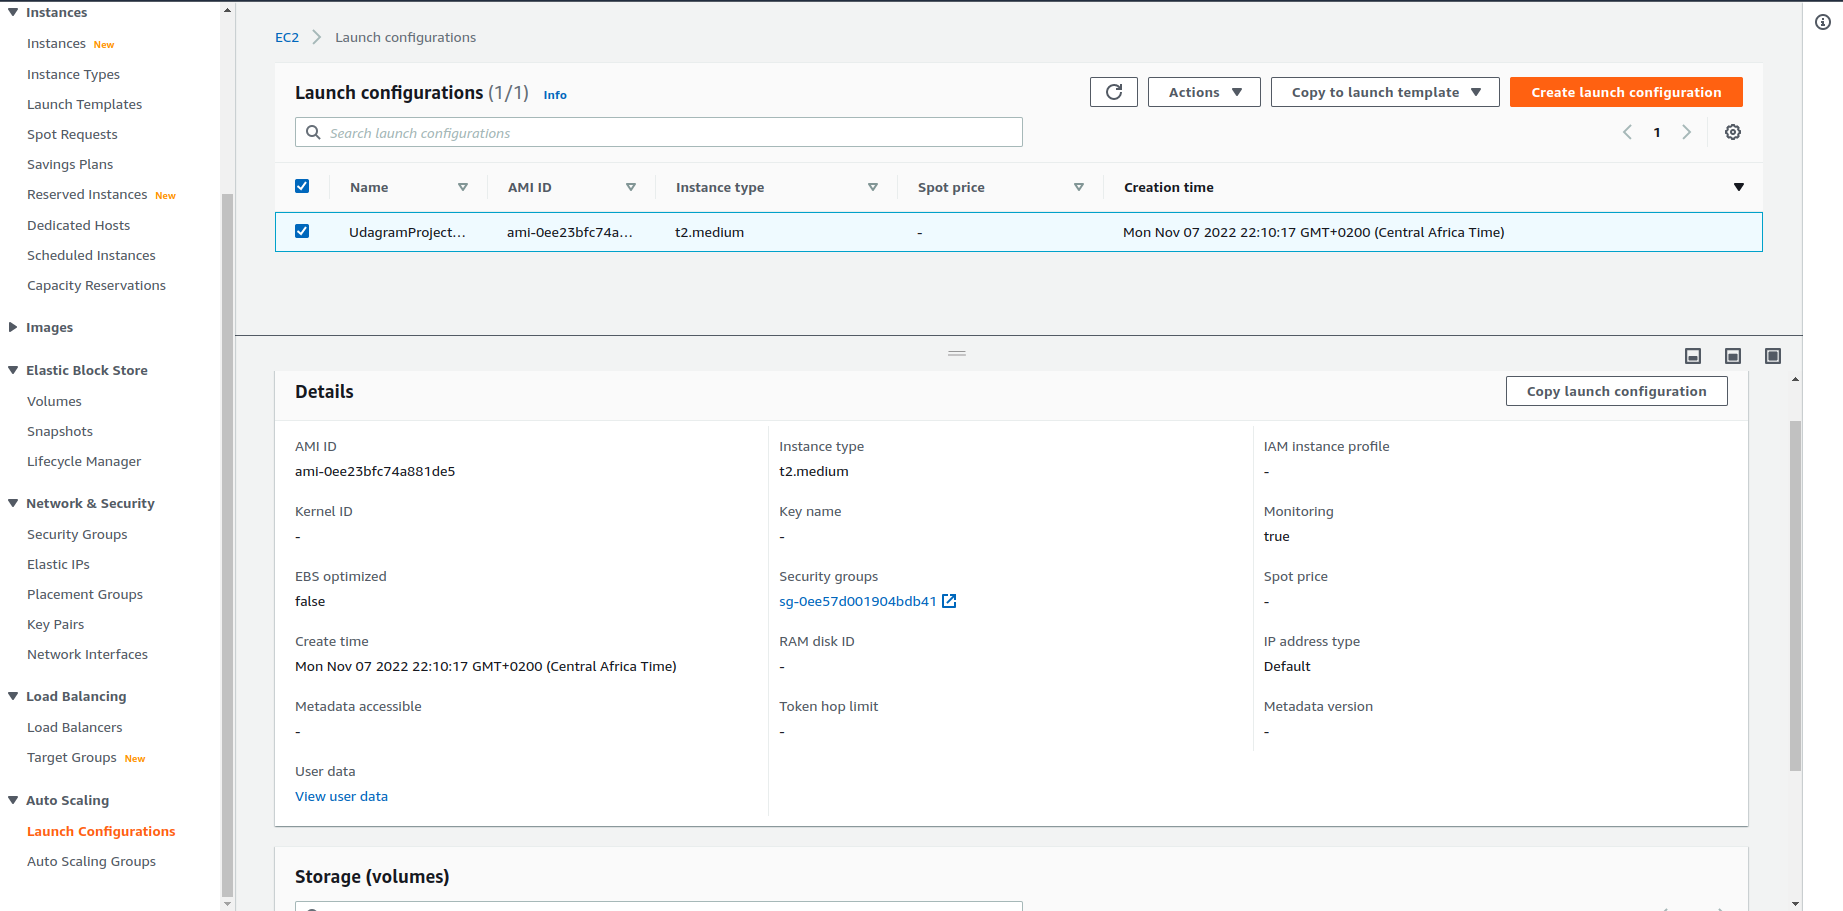 Instances
Instances New
Instance Types
Launch Templates
Spot Requests
Savings Plans
Reserved Instances New
Dedicated Hosts
Scheduled Instances
Capacity Reservations
Images
Elastic Block Store
Volumes
Snapshots
Lifecycle Manager
Network & Security
Security Groups
Elastic IPs
Placement Groups
Key Pairs
Network Interfaces
Load Balancing
Load Balancers
Target Groups New
Auto Scaling
Launch Configurations
Auto Scaling Groups
EC2 Launch configurations
Launch configurations (1/1) Info
Actions Copy to launch template Create launch configuration
Search launch configurations
1
Name AMI ID Instance type Spot price Creation time
UdagramProject... ami-0ee23bfc74a... t2.medium - Mon Nov 07 2022 22:10:17 GMT+0200 (Central Africa Time)
Details Copy launch configuration
AMI ID Instance type IAM instance profile
ami-0ee23bfc74a881de5 t2.medium -
Kernel ID Key name Monitoring
- - true
EBS optimized Security groups Spot price
false sg-0ee57d001904bdb41 -
Create time RAM disk ID IP address type
Mon Nov 07 2022 22:10:17 GMT+0200 (Central Africa Time) - Default
Metadata accessible Token hop limit Metadata version
- - -
User data
View user data
Storage (volumes)